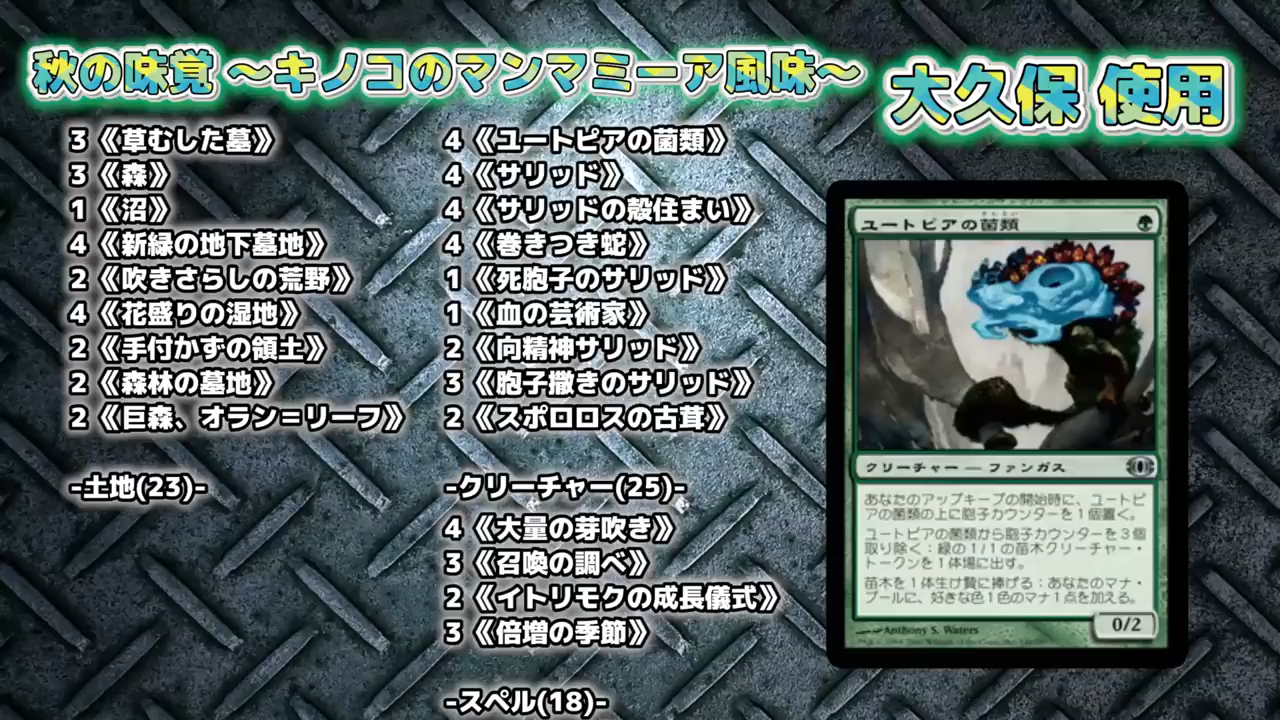 秋の味覚 ～キノコのマンマミーア風味～
大久保 使用
3《草むした墓》
3《森》
1《沼》
4《新緑の地下墓地》
2《吹きさらしの荒野》
4《花盛りの湿地》
2《手付かずの領土》
2《森林の墓地》
2《巨森、オラン＝リーフ》
-土地(23)-
4《ユートピアの菌類》
4《サリッド》
4《サリッドの殻住まい》
4《巻きつき蛇》
1《死胞子のサリッド》
1《血の芸術家》
2《向精神サリッド》
3《胞子撒きのサリッド》
2《スポロロスの古茸》
-クリーチャー(25)-
4《大量の芽吹き》
3《召喚の調べ》
2《イトリモクの成長儀式》
3《倍増の季節》
-スペル(18)-
ユートピアの菌類
クリーチャー — ファンガス
あなたのアップキープの開始時に、ユートピ
アの菌類の上に胞子カウンターを１個置く。
ユートピアの菌類から胞子カウンターを３個
取り除く：緑の1/1の苗木クリーチャー・
トークンを１体場に出す。
苗木を１体生け贄に捧げる：あなたのマナ・
プールに、好きな色１色のマナ１点を加える。
Anthony S. Waters
0/2